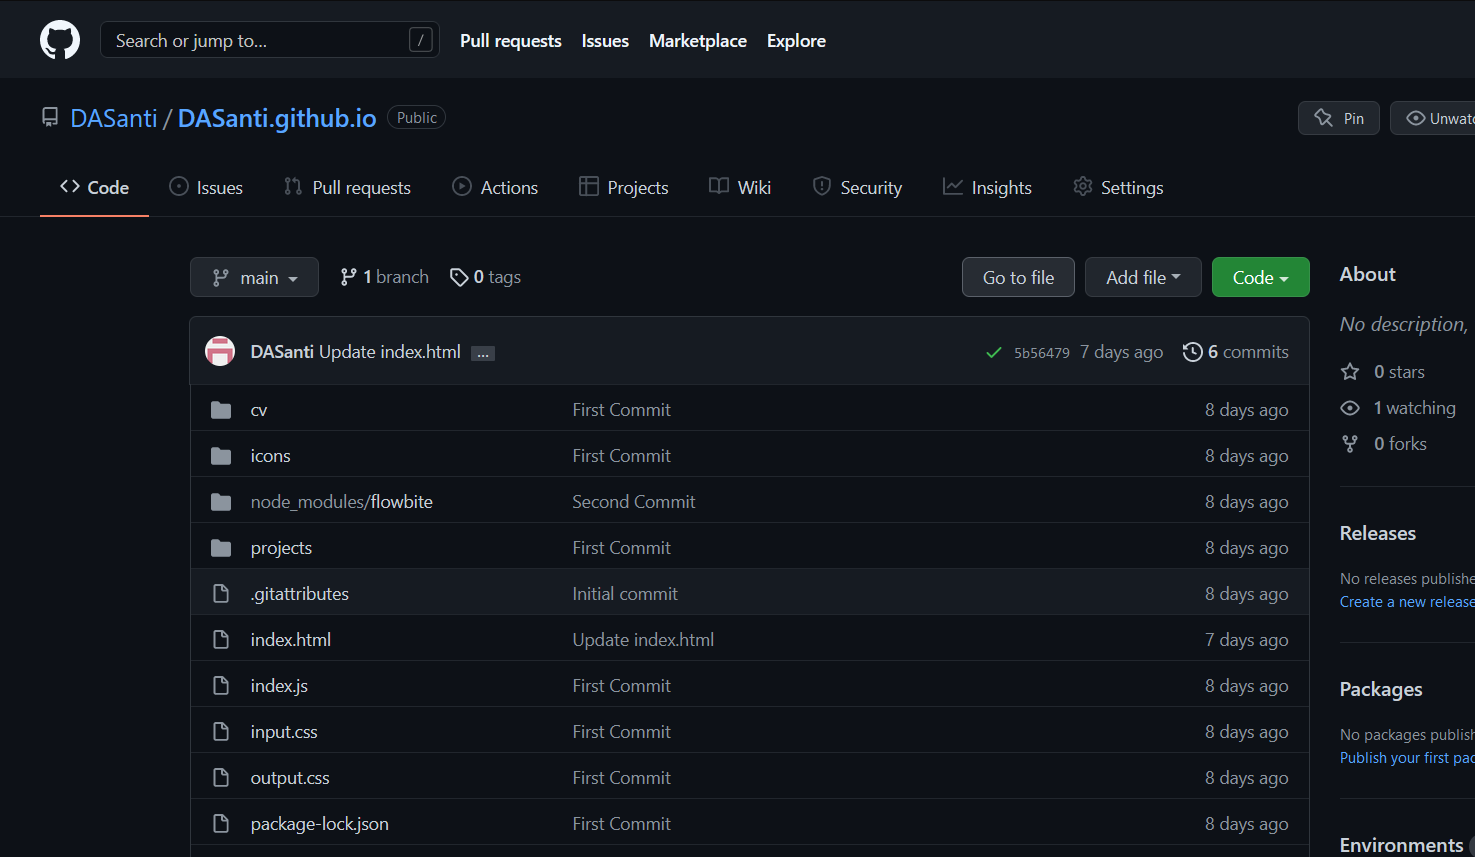 Search or jump to... /
Pull requests Issues Marketplace Explore
DASanti / DASanti.github.io Public
Pin Unwatc
Code Issues Pull requests Actions Projects Wiki Security Insights Settings
main 1 branch 0 tags
Go to file Add file Code
DASanti Update index.html ... 5b56479 7 days ago 6 commits
cv First Commit 8 days ago
icons First Commit 8 days ago
node_modules/flowbite Second Commit 8 days ago
projects First Commit 8 days ago
.gitattributes Initial commit 8 days ago
index.html Update index.html 7 days ago
index.js First Commit 8 days ago
input.css First Commit 8 days ago
output.css First Commit 8 days ago
package-lock.json First Commit 8 days ago
About
No description,
0 stars
1 watching
0 forks
Releases
No releases publishe
Create a new release
Packages
No packages publish
Publish your first pac
Environments